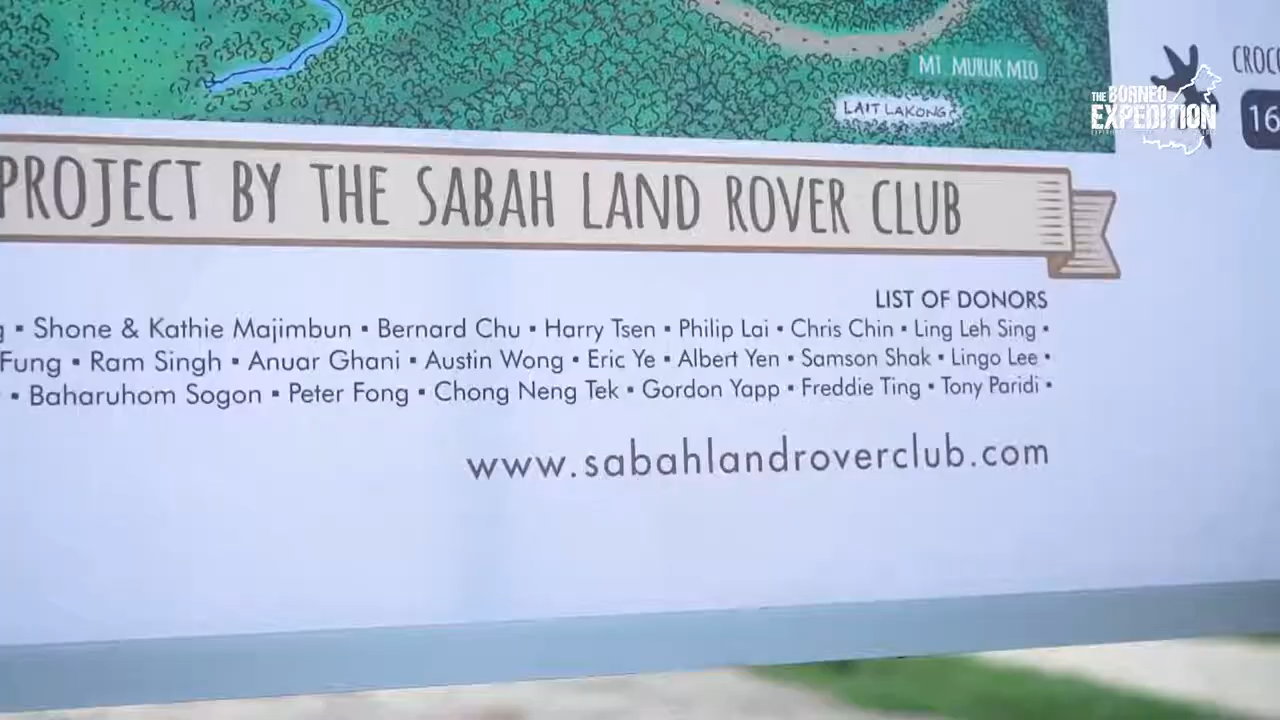 MT. MURUK MIO
LAIT LAKONG?
CROCO
16
THE BORNEO
EXPEDITION
PROJECT BY THE SABAH LAND ROVER CLUB
LIST OF DONORS
▪ Shone & Kathie Majimbun ▪ Bernard Chu ▪ Harry Tsen ▪ Philip Lai ▪ Chris Chin ▪ Ling Leh Sing ▪
Fung ▪ Ram Singh ▪ Anuar Ghani ▪ Austin Wong ▪ Eric Ye ▪ Albert Yen ▪ Samson Shak ▪ Lingo Lee ▪
▪ Baharuhom Sogon ▪ Peter Fong ▪ Chong Neng Tek ▪ Gordon Yapp ▪ Freddie Ting ▪ Tony Paridi ▪
www.sabahlandroverclub.com